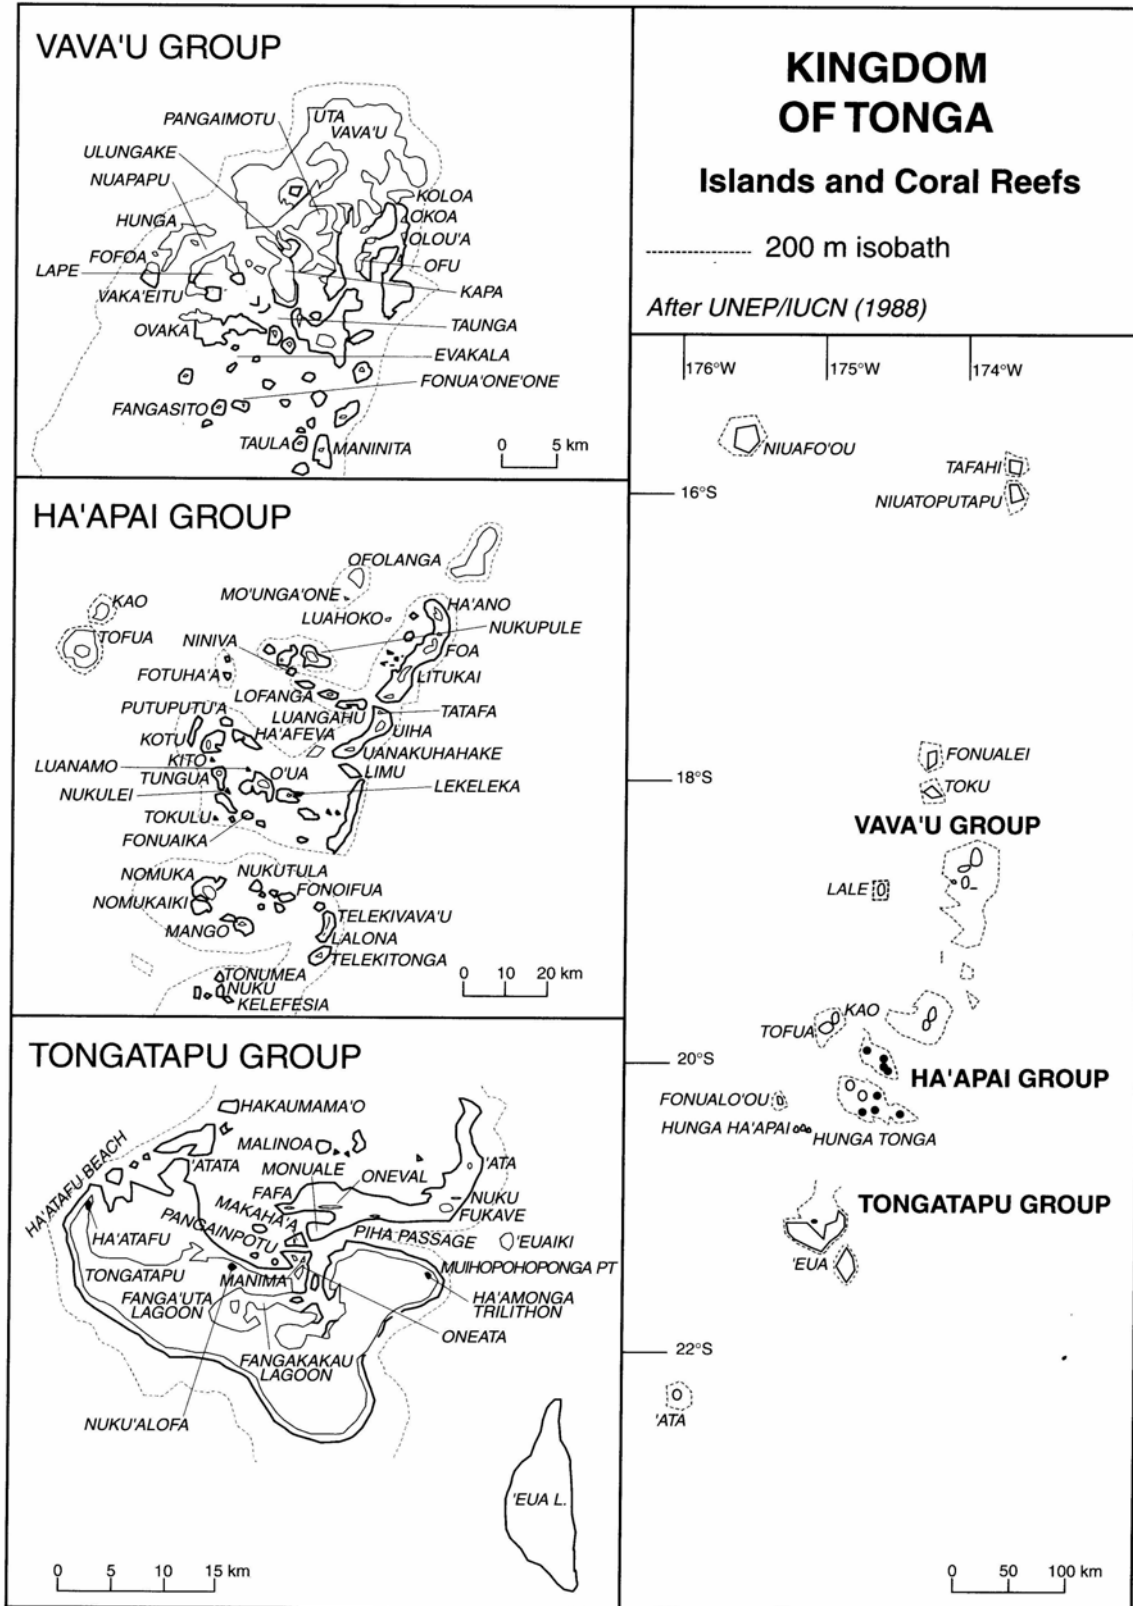 VAVA'U GROUP
PANGAIMOTU
UTA
VAVA'U
ULUNGAKE
NUAPAPU
KOLOA
HUNGA
OKOA
OLOU'A
FOFOA
LAPE
OFU
VAKA'EITU
KAPA
OVAKA
TAUNGA
EVAKALA
FONUA'ONE'ONE
FANGASITO
TAULA
MANINITA
0 5 km
HA'APAI GROUP
OFOLANGA
MO'UNGA'ONE
KAO
LUAHOKO
HA'ANO
NUKUPULE
TOFUA
NINIVA
FOA
FOTUHA'A
LITUKAI
LOFANGA
PUTUPUTU'A
LUANGAHU
TATAFA
HA'AFEVA
UIHA
KOTU
UANAKUHAHAKE
KITO
LUANAMO
O'UA
LIMU
TUNGUA
LEKELEKA
NUKULEI
TOKULU
FONUAIKA
NOMUKA
NUKUTULA
FONOIFUA
NOMUKAIKI
TELEKIVAVA'U
MANGO
LALONA
TELEKITONGA
TONUMEA
NUKU
KELEFESIA
0 10 20 km
TONGATAPU GROUP
HAKAUMAMA'O
HA'ATAFU BEACH
MALINOA
'ATATA
MONUALE
ONEVAL
'ATA
FAFA
NUKU
MAKAHA'A
FUKAVE
PANGAINPOTU
PIHA PASSAGE
'EUAIKI
HA'ATAFU
MUIHOPOHOPONGA PT
TONGATAPU
MANIMA
HA'AMONGA
TRILITHON
FANGA'UTA
LAGOON
ONEATA
FANGAKAKAU
LAGOON
NUKU'ALOFA
'EUA L.
0 5 10 15 km
KINGDOM
OF TONGA
Islands and Coral Reefs
200 m isobath
After UNEP/IUCN (1988)
176°W 175°W 174°W
NIUAFO'OU
TAFAHI
16°S
NIUATOPUTAPU
FONUALEI
18°S
TOKU
VAVA'U GROUP
LALE
KAO
TOFUA
20°S
HA'APAI GROUP
FONUALO'OU
HUNGA HA'APAI
HUNGA TONGA
TONGATAPU GROUP
'EUA
22°S
'ATA
0 50 100 km